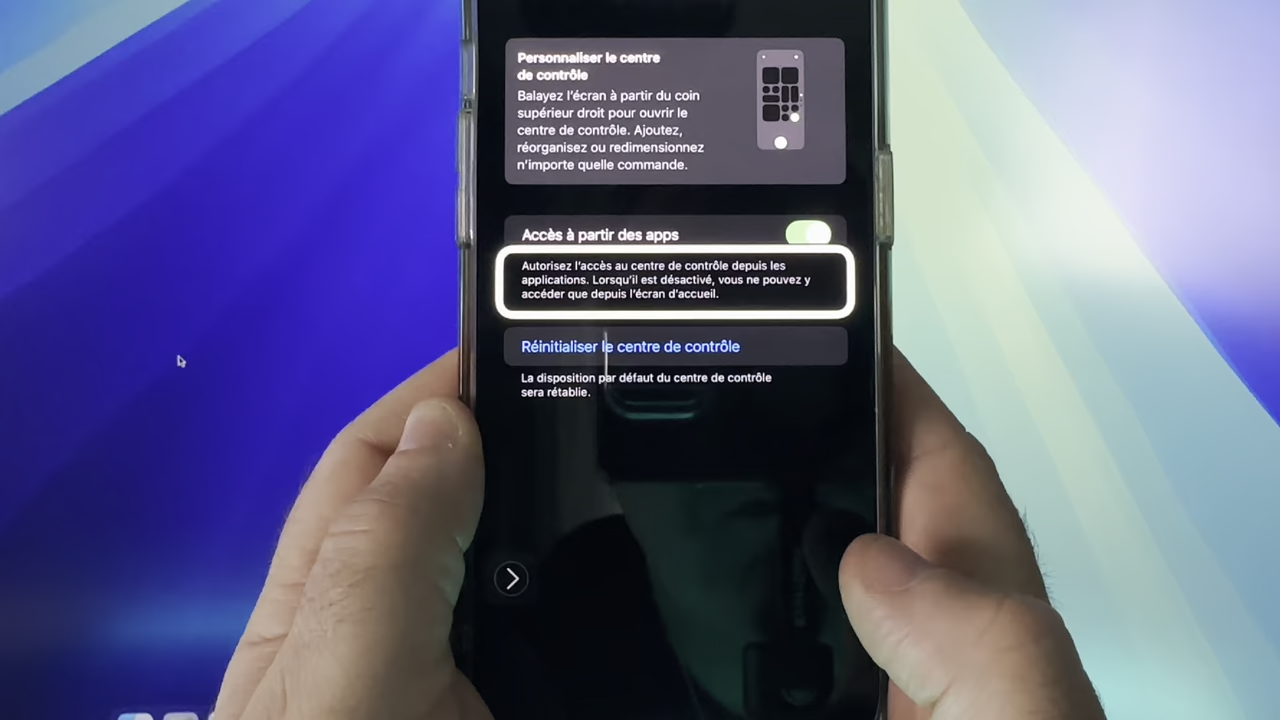 Personnaliser le centre
de contrôle
Balayez l'écran à partir du coin
supérieur droit pour ouvrir le
centre de contrôle. Ajoutez,
réorganisez ou redimensionnez
n'importe quelle commande.
Accès à partir des apps
Autorisez l'accès au centre de contrôle depuis les
applications. Lorsqu'il est désactivé, vous ne pouvez y
accéder que depuis l'écran d'accueil.
Réinitialiser le centre de contrôle
La disposition par défaut du centre de contrôle
sera rétablie.